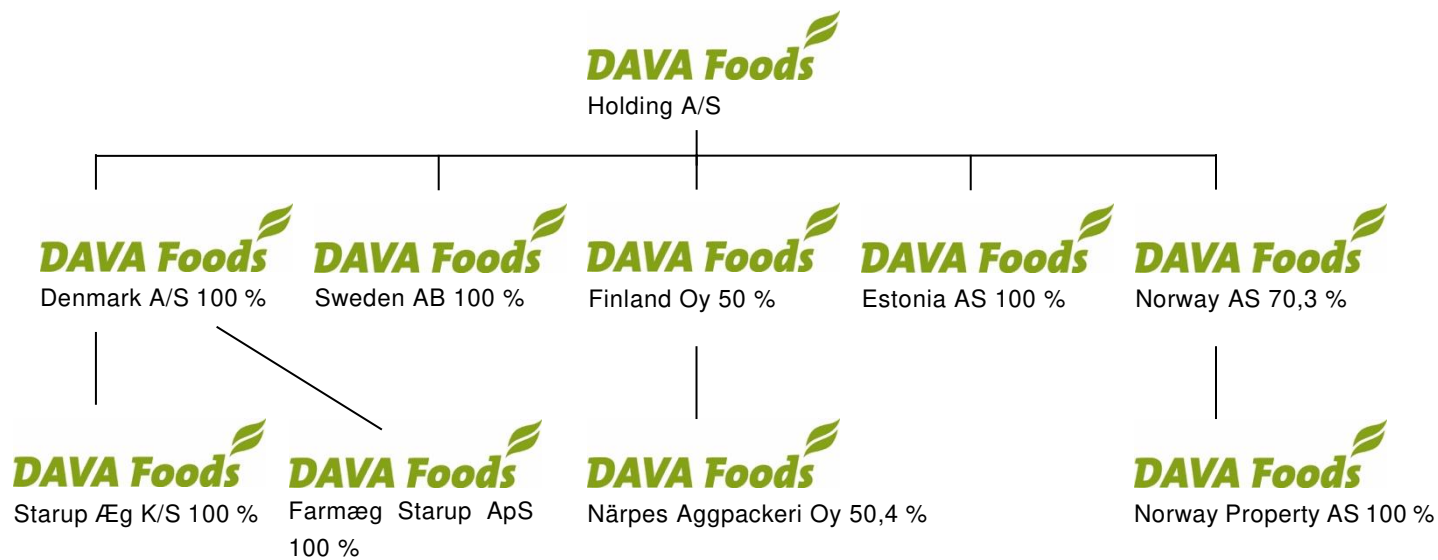 DAVA Foods
Holding A/S
DAVA Foods
Denmark A/S 100 %
DAVA Foods
Sweden AB 100 %
DAVA Foods
Finland Oy 50 %
DAVA Foods
Estonia AS 100 %
DAVA Foods
Norway AS 70,3 %
DAVA Foods
Starup Æg K/S 100 %
DAVA Foods
Farmæg Starup ApS
100 %
DAVA Foods
Närpes Aggpackeri Oy 50,4 %
DAVA Foods
Norway Property AS 100 %